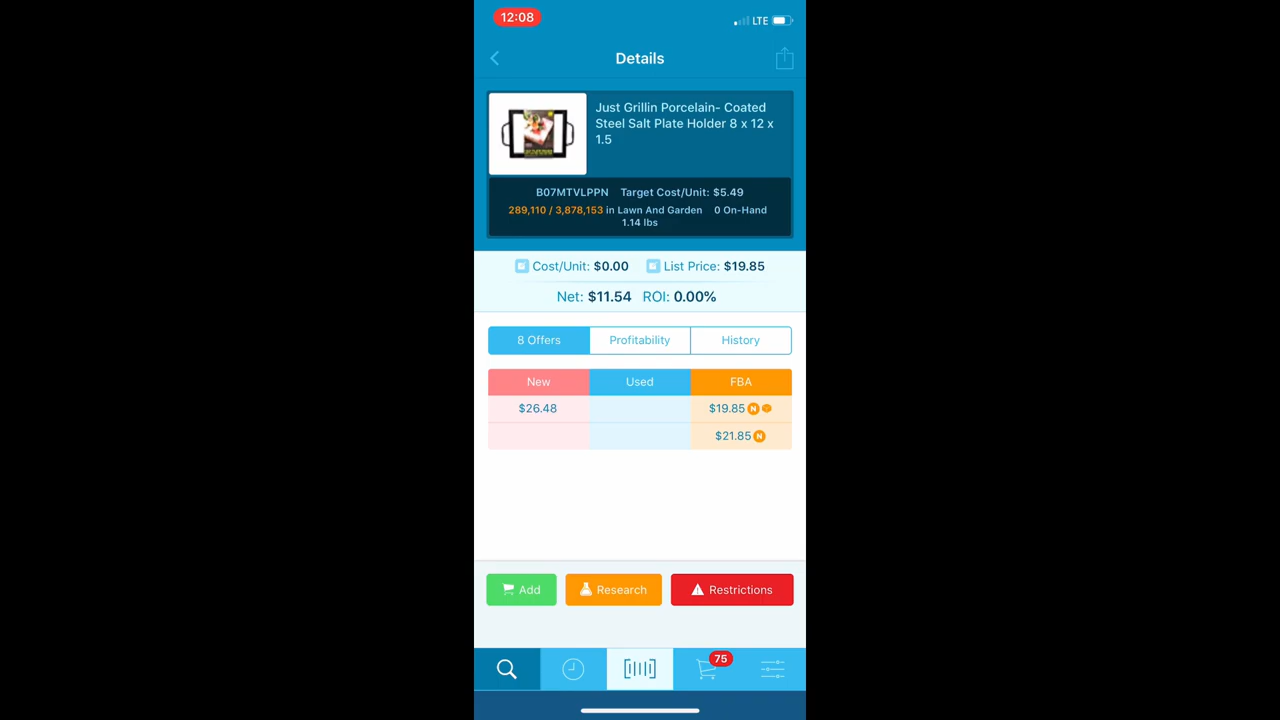 12:08
LTE
Details
Just Grillin Porcelain- Coated
Steel Salt Plate Holder 8 x 12 x
1.5
B07MTVLPPN Target Cost/Unit: $5.49
289,110 / 3,878,153 in Lawn And Garden 0 On-Hand
1.14 lbs
Cost/Unit: $0.00 List Price: $19.85
Net: $11.54 ROI: 0.00%
8 Offers Profitability History
New Used FBA
$26.48 $19.85 N
$21.85 N
Add Research Restrictions
75